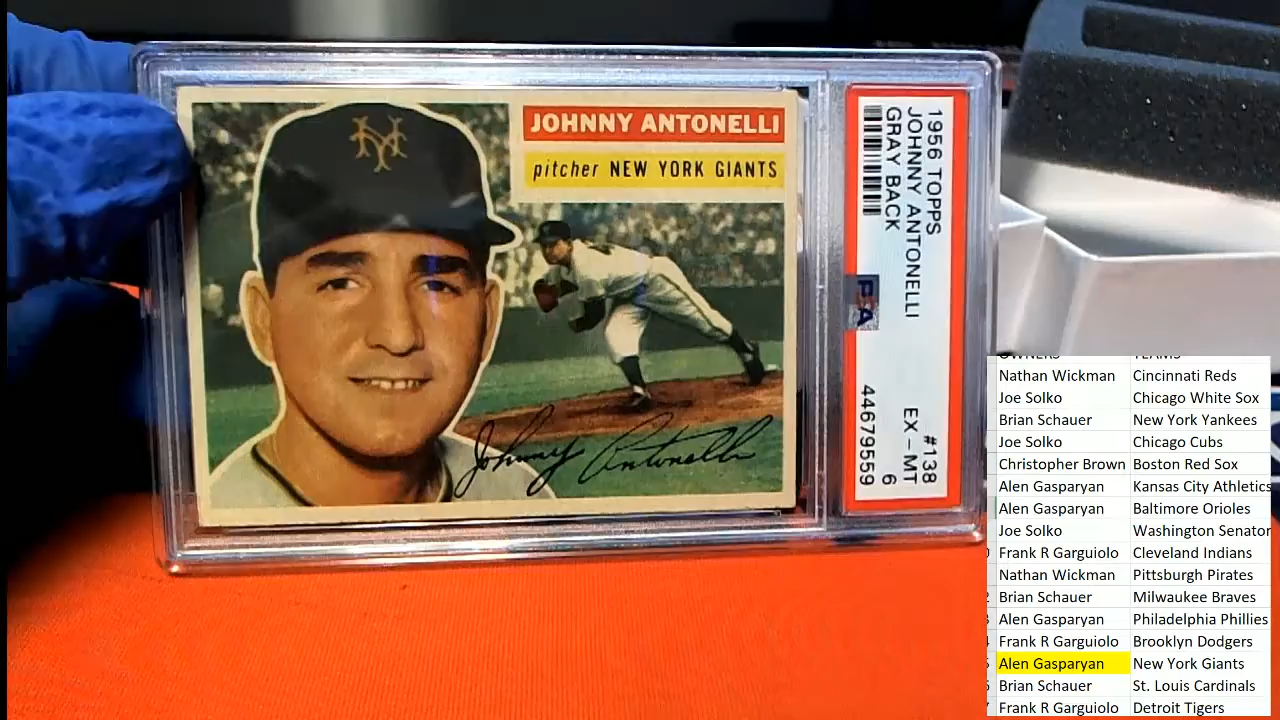 JOHNNY ANTONELLI
pitcher NEW YORK GIANTS
NY
Johnny Antonelli
1956 TOPPS #138
JOHNNY ANTONELLI EX-MT
GRAY BACK 6
PSA 44679559
OWNERS TEAMS
Nathan Wickman Cincinnati Reds
Joe Solko Chicago White Sox
Brian Schauer New York Yankees
Joe Solko Chicago Cubs
Christopher Brown Boston Red Sox
Alen Gasparyan Kansas City Athletics
Alen Gasparyan Baltimore Orioles
Joe Solko Washington Senator
Frank R Garguiolo Cleveland Indians
Nathan Wickman Pittsburgh Pirates
Brian Schauer Milwaukee Braves
Alen Gasparyan Philadelphia Phillies
Frank R Garguiolo Brooklyn Dodgers
Alen Gasparyan New York Giants
Brian Schauer St. Louis Cardinals
Frank R Garguiolo Detroit Tigers